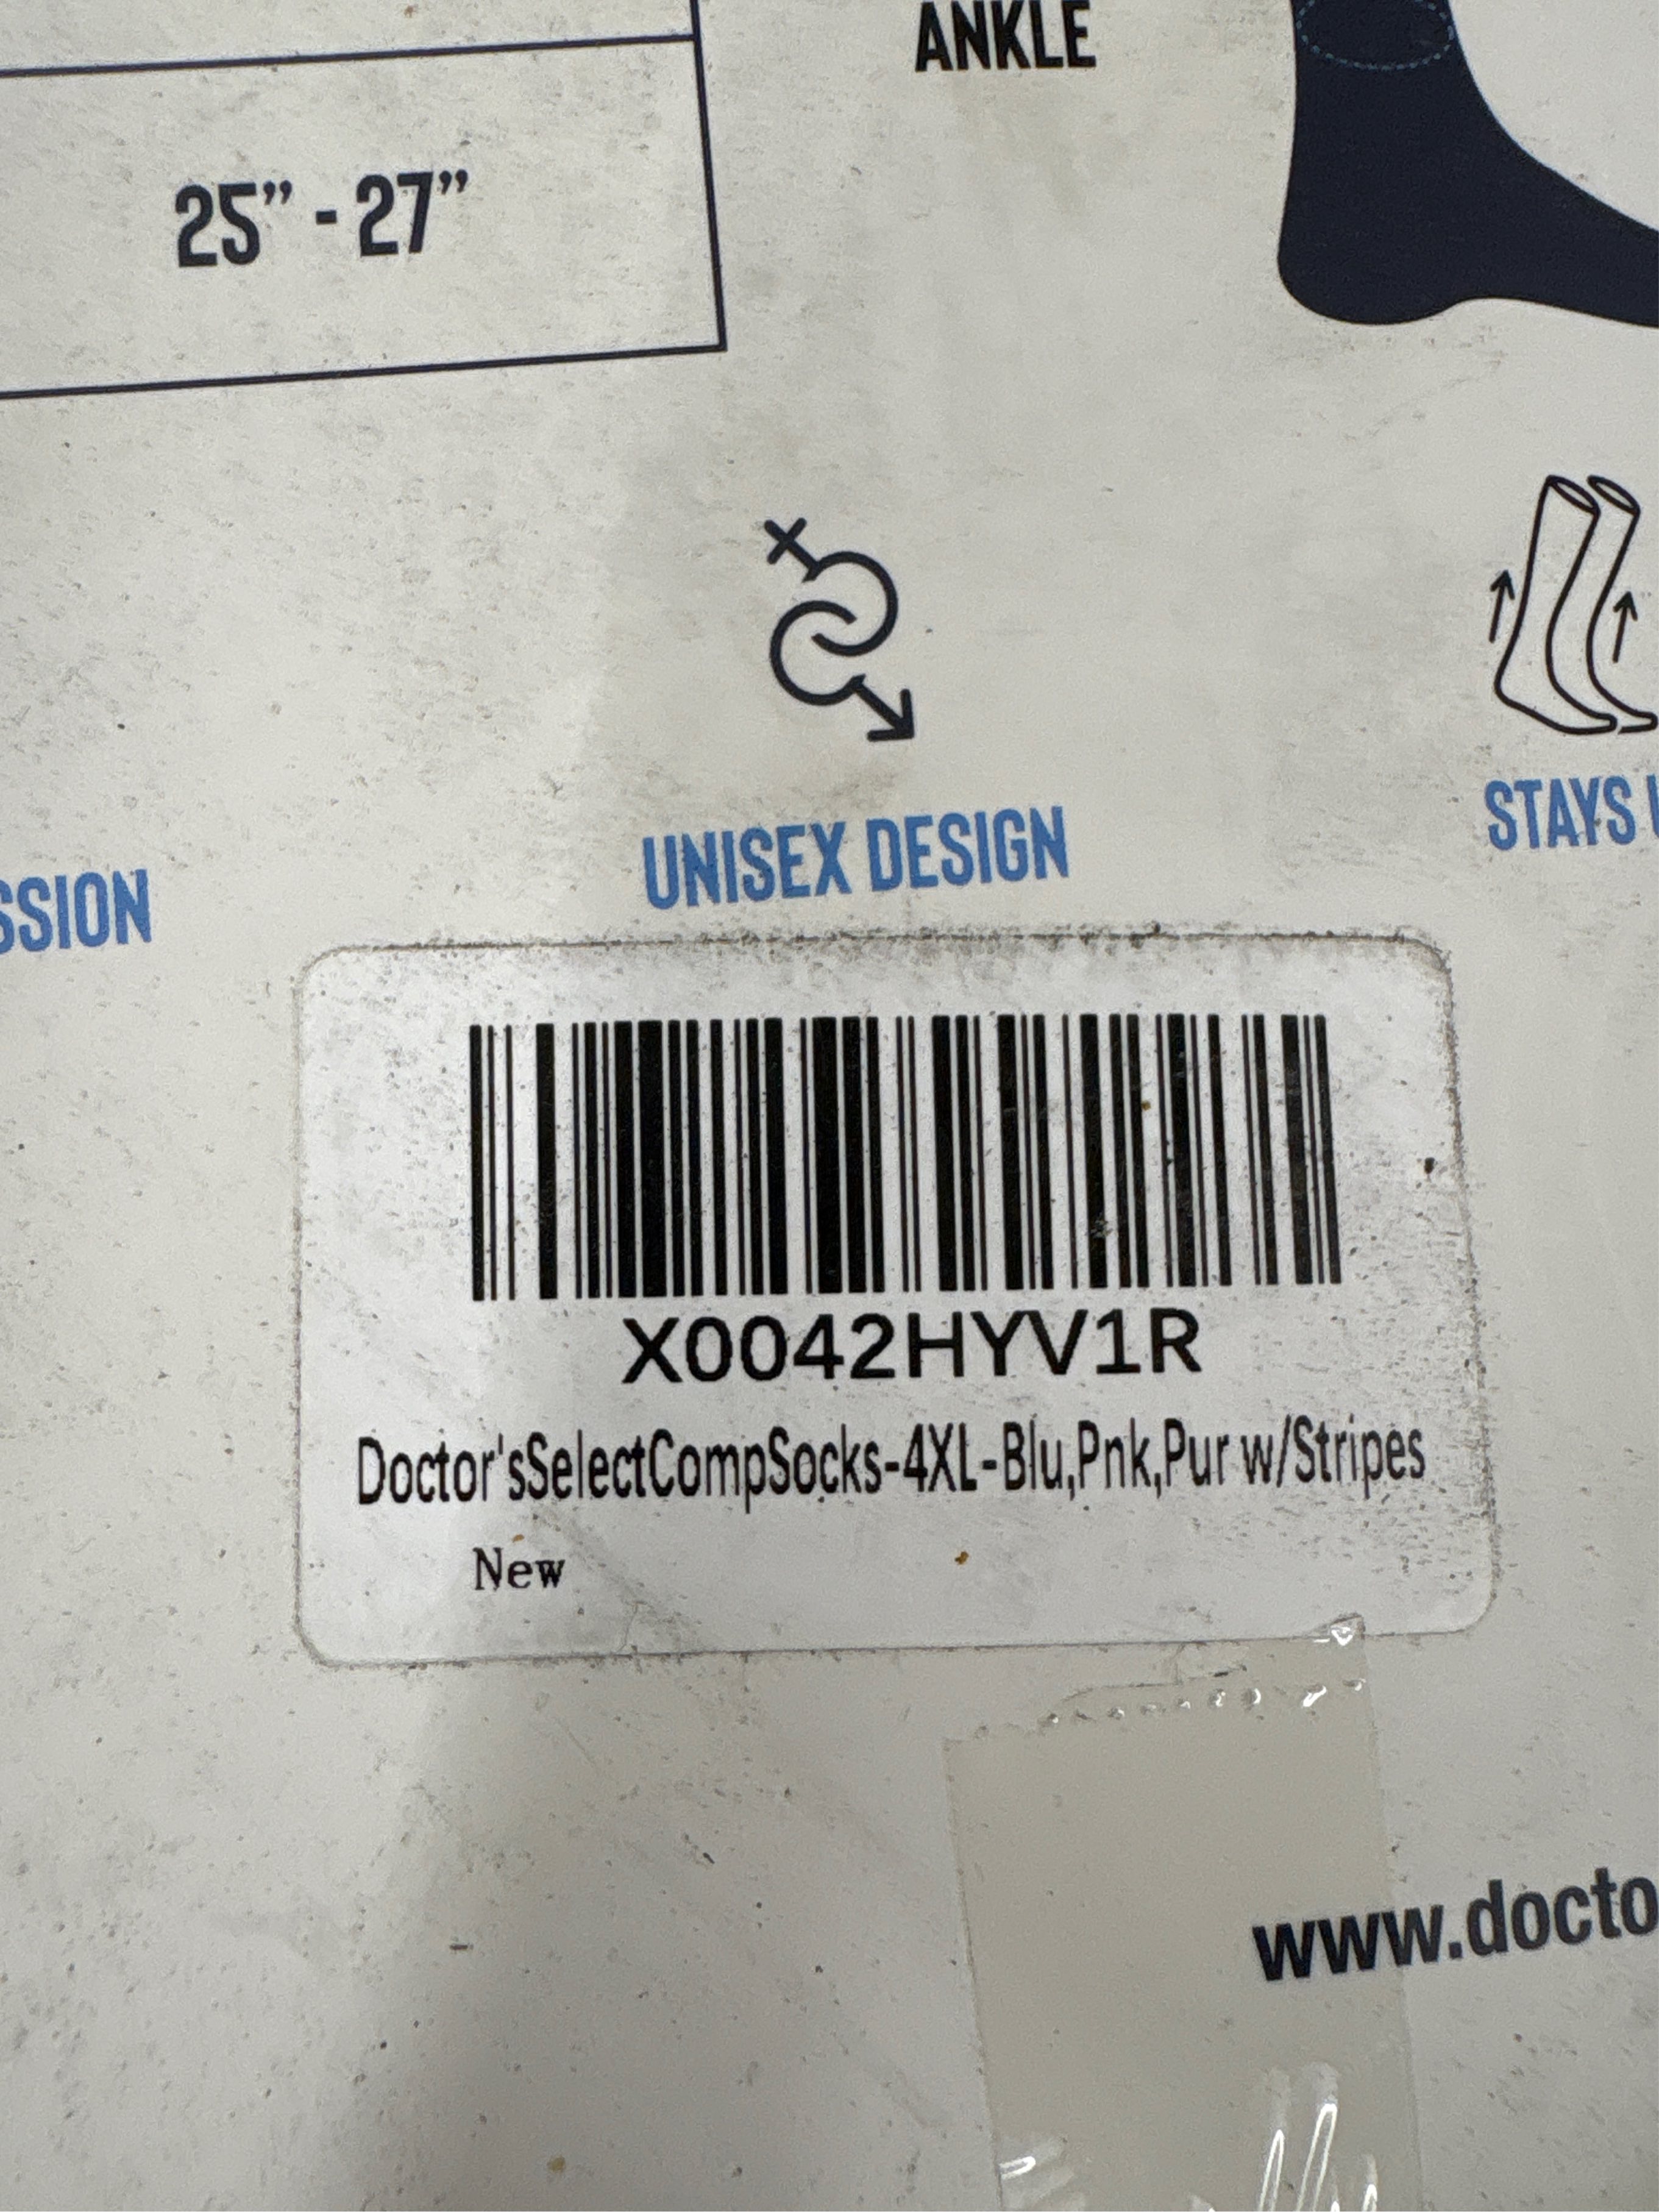 ANKLE
25” - 27”
UNISEX DESIGN
STAYS
SSION
X0042HYV1R
Doctor'sSelectCompSocks-4XL-Blu,Pnk,Pur w/Stripes
New
www.docto